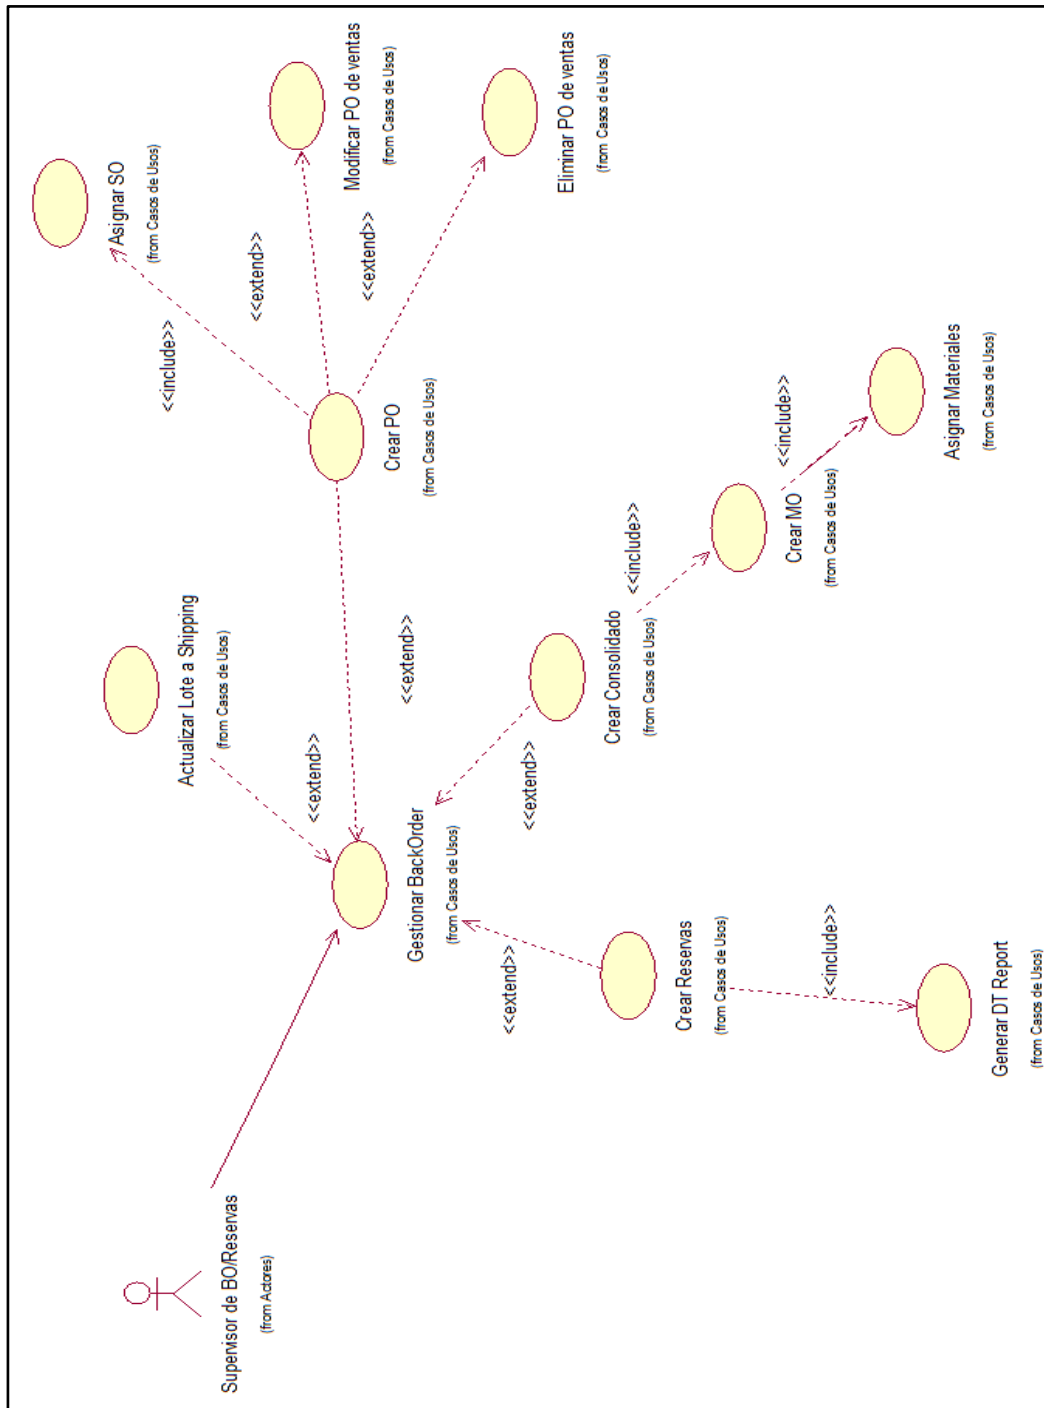 Supervisor de BO/Reservas
(from Actores)
Gestionar BackOrder
(from Casos de Usos)
Actualizar Lote a Shipping
(from Casos de Usos)
<<extend>>
Crear PO
(from Casos de Usos)
<<extend>>
Asignar SO
(from Casos de Usos)
<<include>>
Modificar PO de ventas
(from Casos de Usos)
<<extend>>
Eliminar PO de ventas
(from Casos de Usos)
<<extend>>
Crear Consolidado
(from Casos de Usos)
<<extend>>
Crear MO
(from Casos de Usos)
<<include>>
Asignar Materiales
(from Casos de Usos)
<<include>>
Crear Reservas
(from Casos de Usos)
<<extend>>
Generar DT Report
(from Casos de Usos)
<<include>>